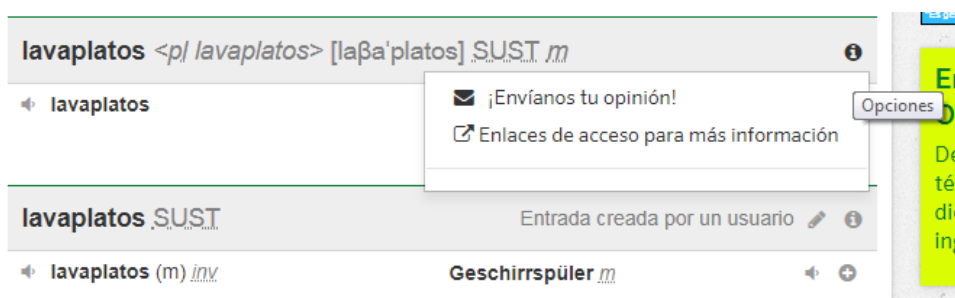 lavaplatos <pl lavaplatos> [laβa'platos] SUST m
lavaplatos
¡Envíanos tu opinión!
Enlaces de acceso para más información
Opciones
lavaplatos SUST Entrada creada por un usuario
lavaplatos (m) inv Geschirrspüler m